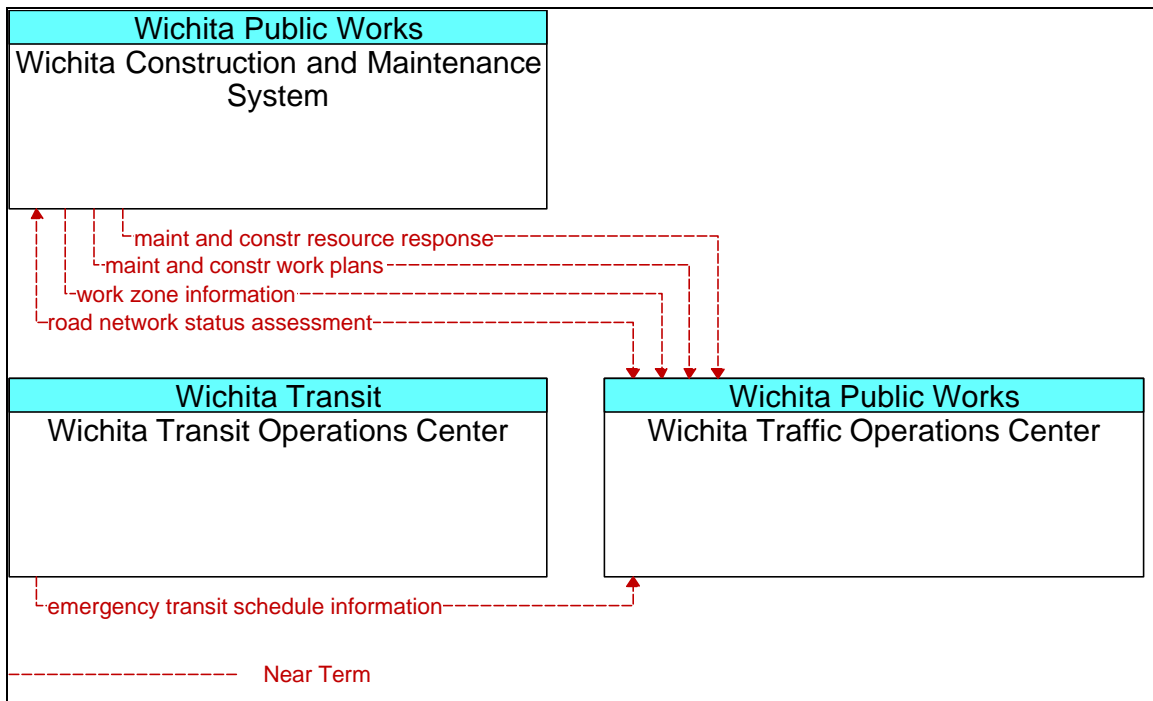 Wichita Public Works
Wichita Construction and Maintenance
System
maint and constr resource response
maint and constr work plans
work zone information
road network status assessment
Wichita Transit
Wichita Transit Operations Center
Wichita Public Works
Wichita Traffic Operations Center
emergency transit schedule information
Near Term